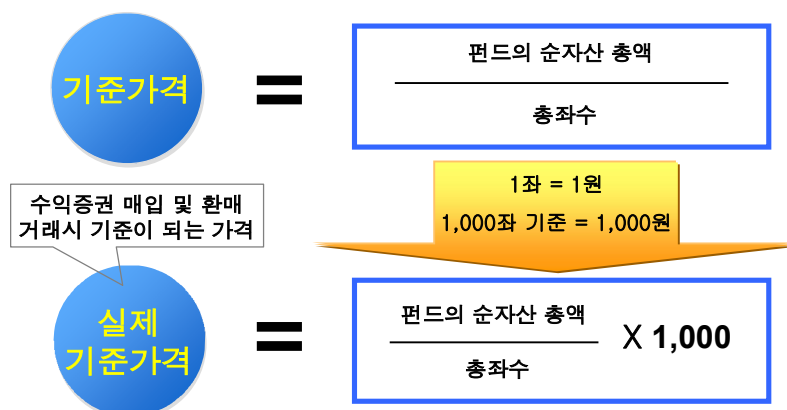 기준가격
=
펀드의 순자산 총액
총좌수
1좌 = 1원
1,000좌 기준 = 1,000원
수익증권 매입 및 환매
거래시 기준이 되는 가격
실제
기준가격
=
펀드의 순자산 총액
총좌수
X 1,000